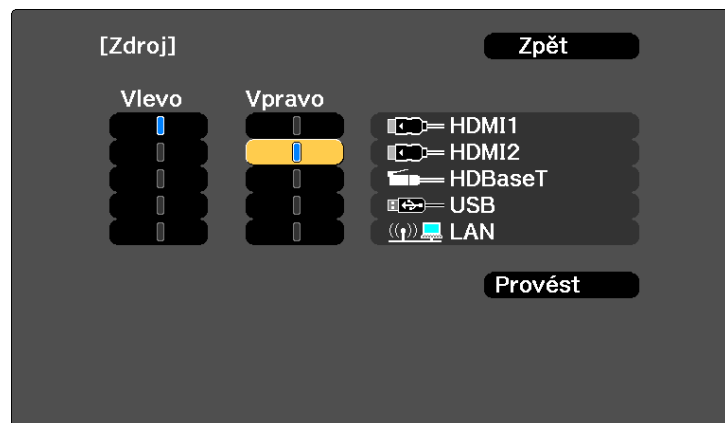 [Zdroj] Zpět
Vlevo Vpravo
HDMI1
HDMI2
HDBaseT
USB
LAN
Provést